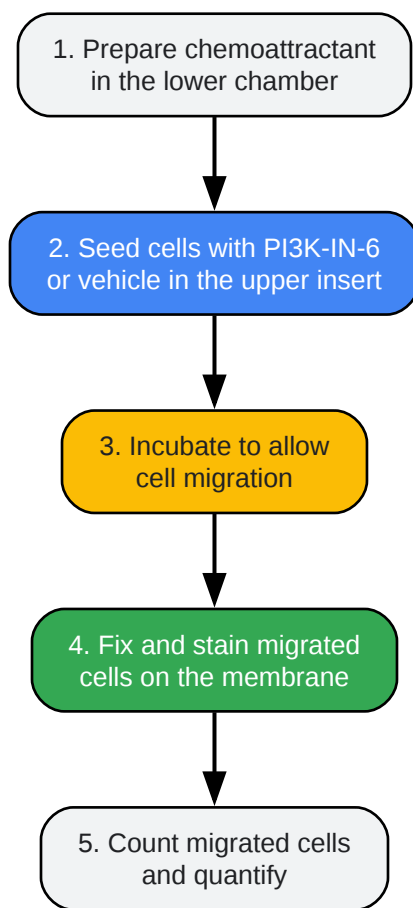 1. Prepare chemoattractant
in the lower chamber
2. Seed cells with PI3K-IN-6
or vehicle in the upper insert
3. Incubate to allow
cell migration
4. Fix and stain migrated
cells on the membrane
5. Count migrated cells
and quantify